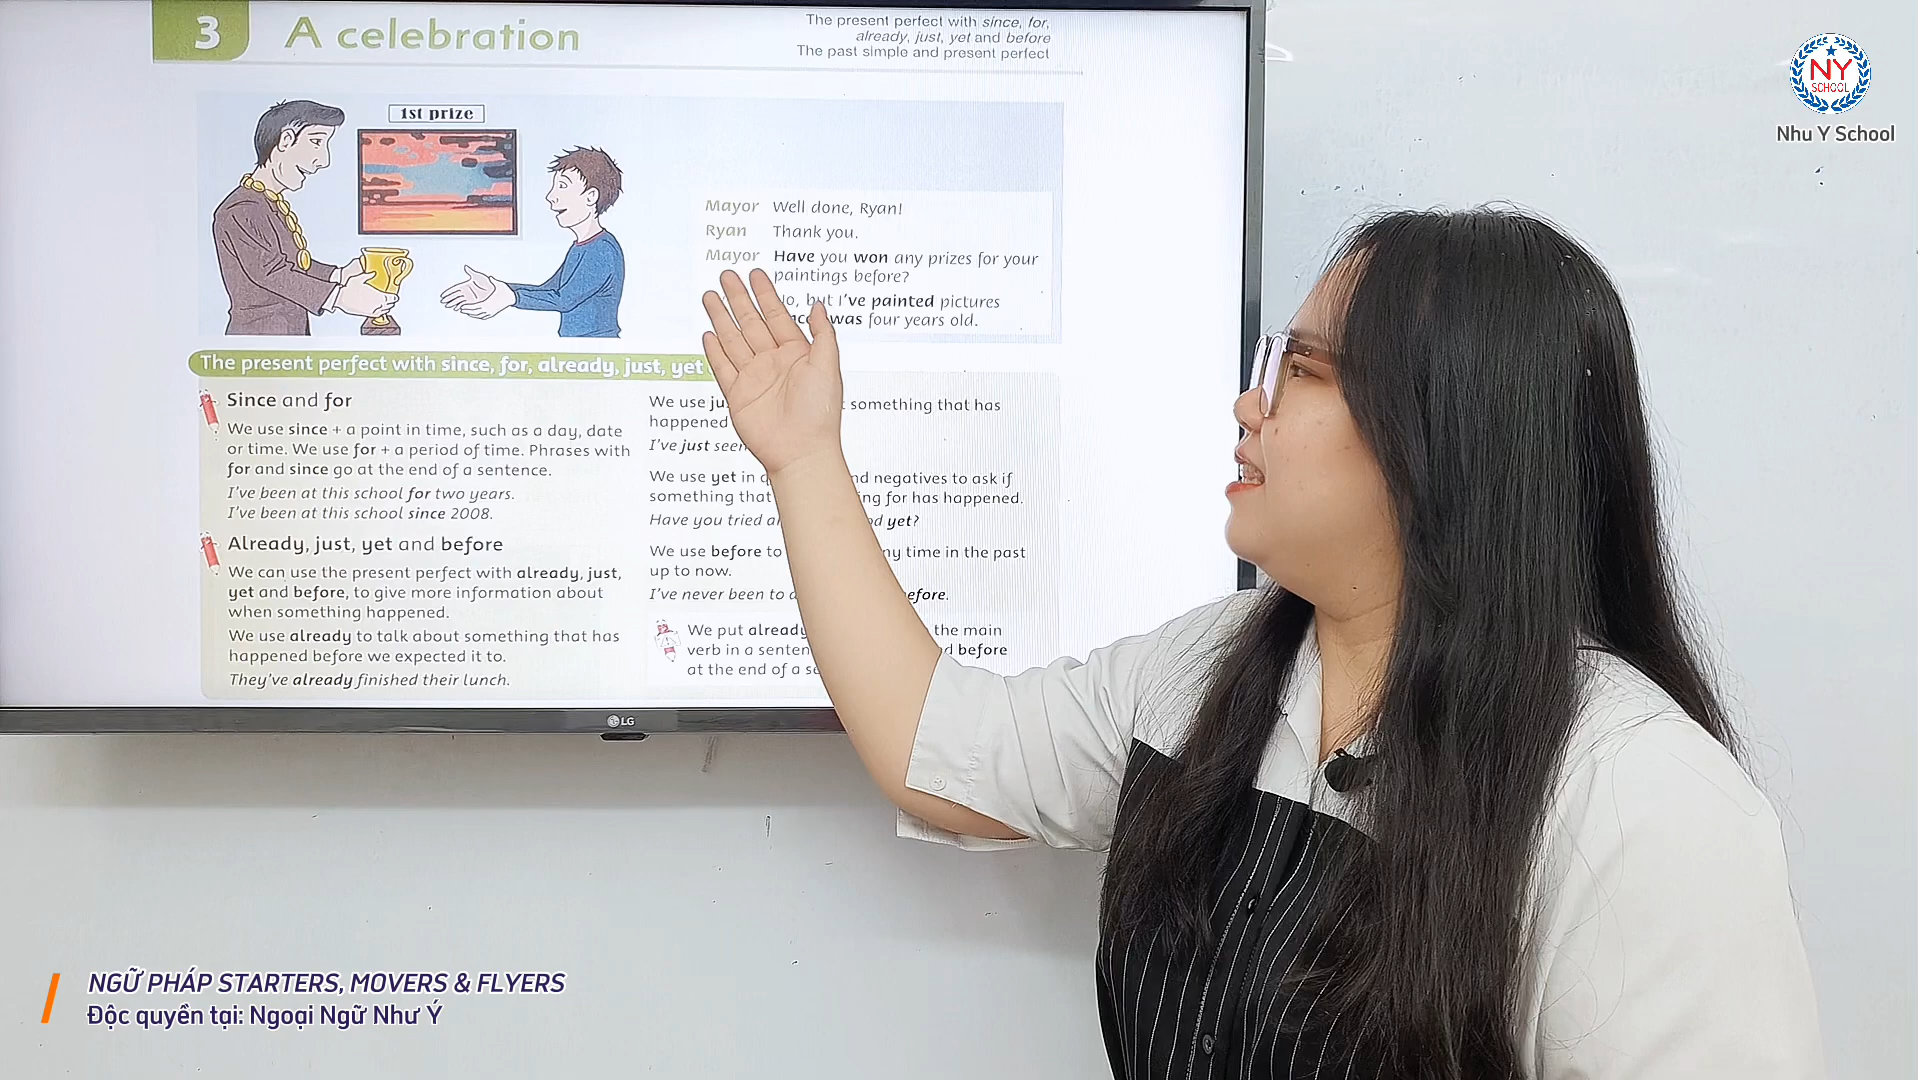 3 A celebration
The present perfect with since, for,
already, just, yet and before
The past simple and present perfect
NY
SCHOOL
Nhu Y School
1st prize
Mayor Well done, Ryan!
Ryan Thank you.
Mayor Have you won any prizes for your
paintings before?
but I've painted pictures
was four years old.
The present perfect with since, for, already, just, yet
Since and for
We use since + a point in time, such as a day, date
or time. We use for + a period of time. Phrases with
for and since go at the end of a sentence.
I've been at this school for two years.
I've been at this school since 2008.
Already, just, yet and before
We can use the present perfect with already, just,
yet and before, to give more information about
when something happened.
We use already to talk about something that has
happened before we expected it to.
They've already finished their lunch.
We use something that has
happened
I've just seen
We use yet in negatives to ask if
something that for has happened.
Have you tried yet?
We use before to time in the past
up to now.
I've never been to before.
We put already the main
verb in a before
at the end of a
LG
NGỮ PHÁP STARTERS, MOVERS & FLYERS
Độc quyền tại: Ngoại Ngữ Như Ý